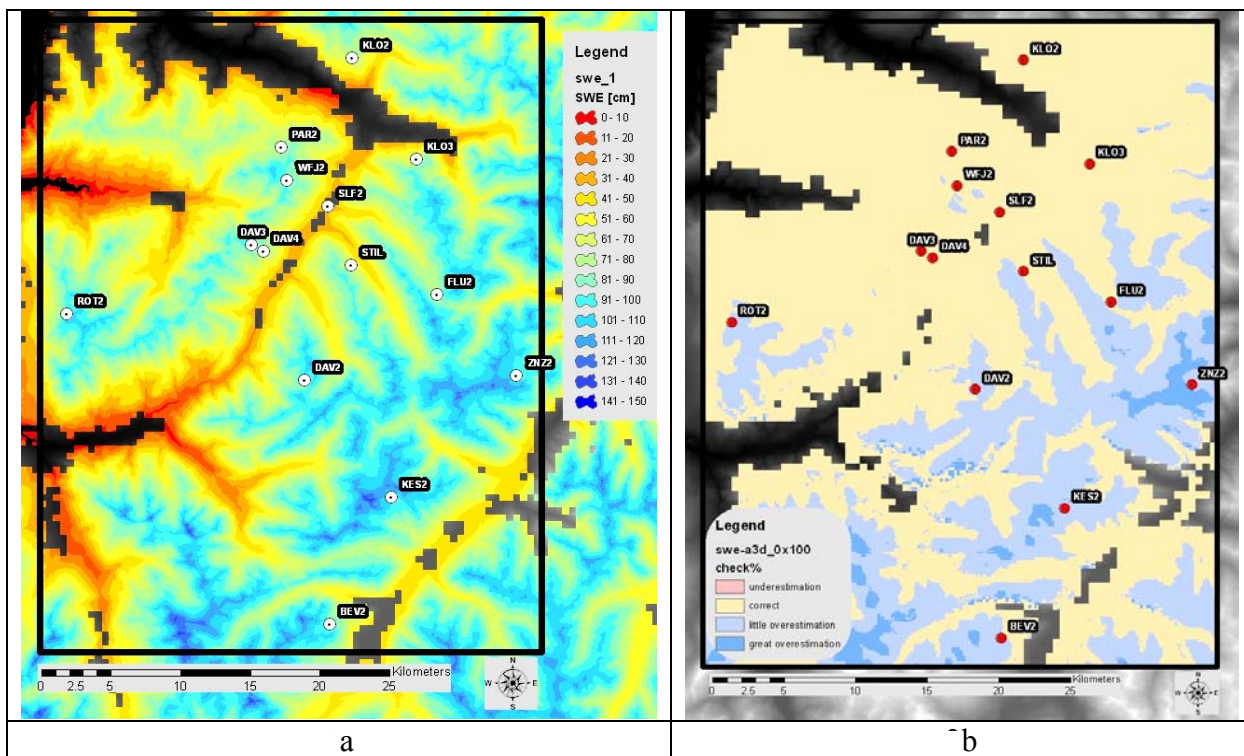 KLO2
PAR2
WFJ2
KLO3
SLF2
DAV3
DAV4
STIL
FLU2
ROT2
DAV2
ZNZ2
KES2
BEV2
Legend
swe_1
SWE [cm]
0 - 10
11 - 20
21 - 30
31 - 40
41 - 50
51 - 60
61 - 70
71 - 80
81 - 90
91 - 100
101 - 110
111 - 120
121 - 130
131 - 140
141 - 150
Kilometers
0 2.5 5 10 15 20 25
N
W E
S
a
KLO2
PAR2
KLO3
WFJ2
SLF2
DAV3
DAV4
STIL
FLU2
ROT2
ZNZ2
DAV2
KES2
BEV2
Legend
swe-a3d_0x100
check%
underestimation
correct
little overestimation
great overestimation
Kilometers
0 2.5 5 10 15 20 25
N
W E
S
b